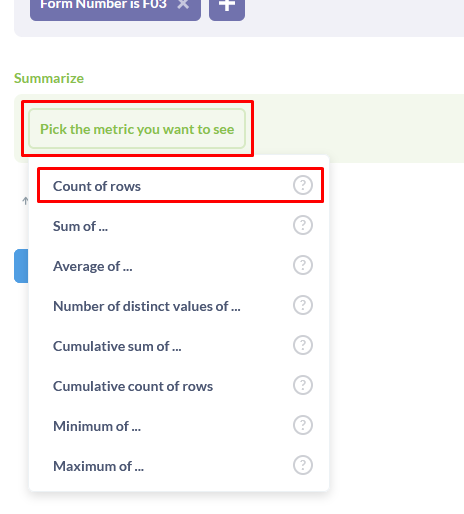 Form Number is F03
Summarize
Pick the metric you want to see
Count of rows
Sum of ...
Average of ...
Number of distinct values of ...
Cumulative sum of ...
Cumulative count of rows
Minimum of ...
Maximum of ...